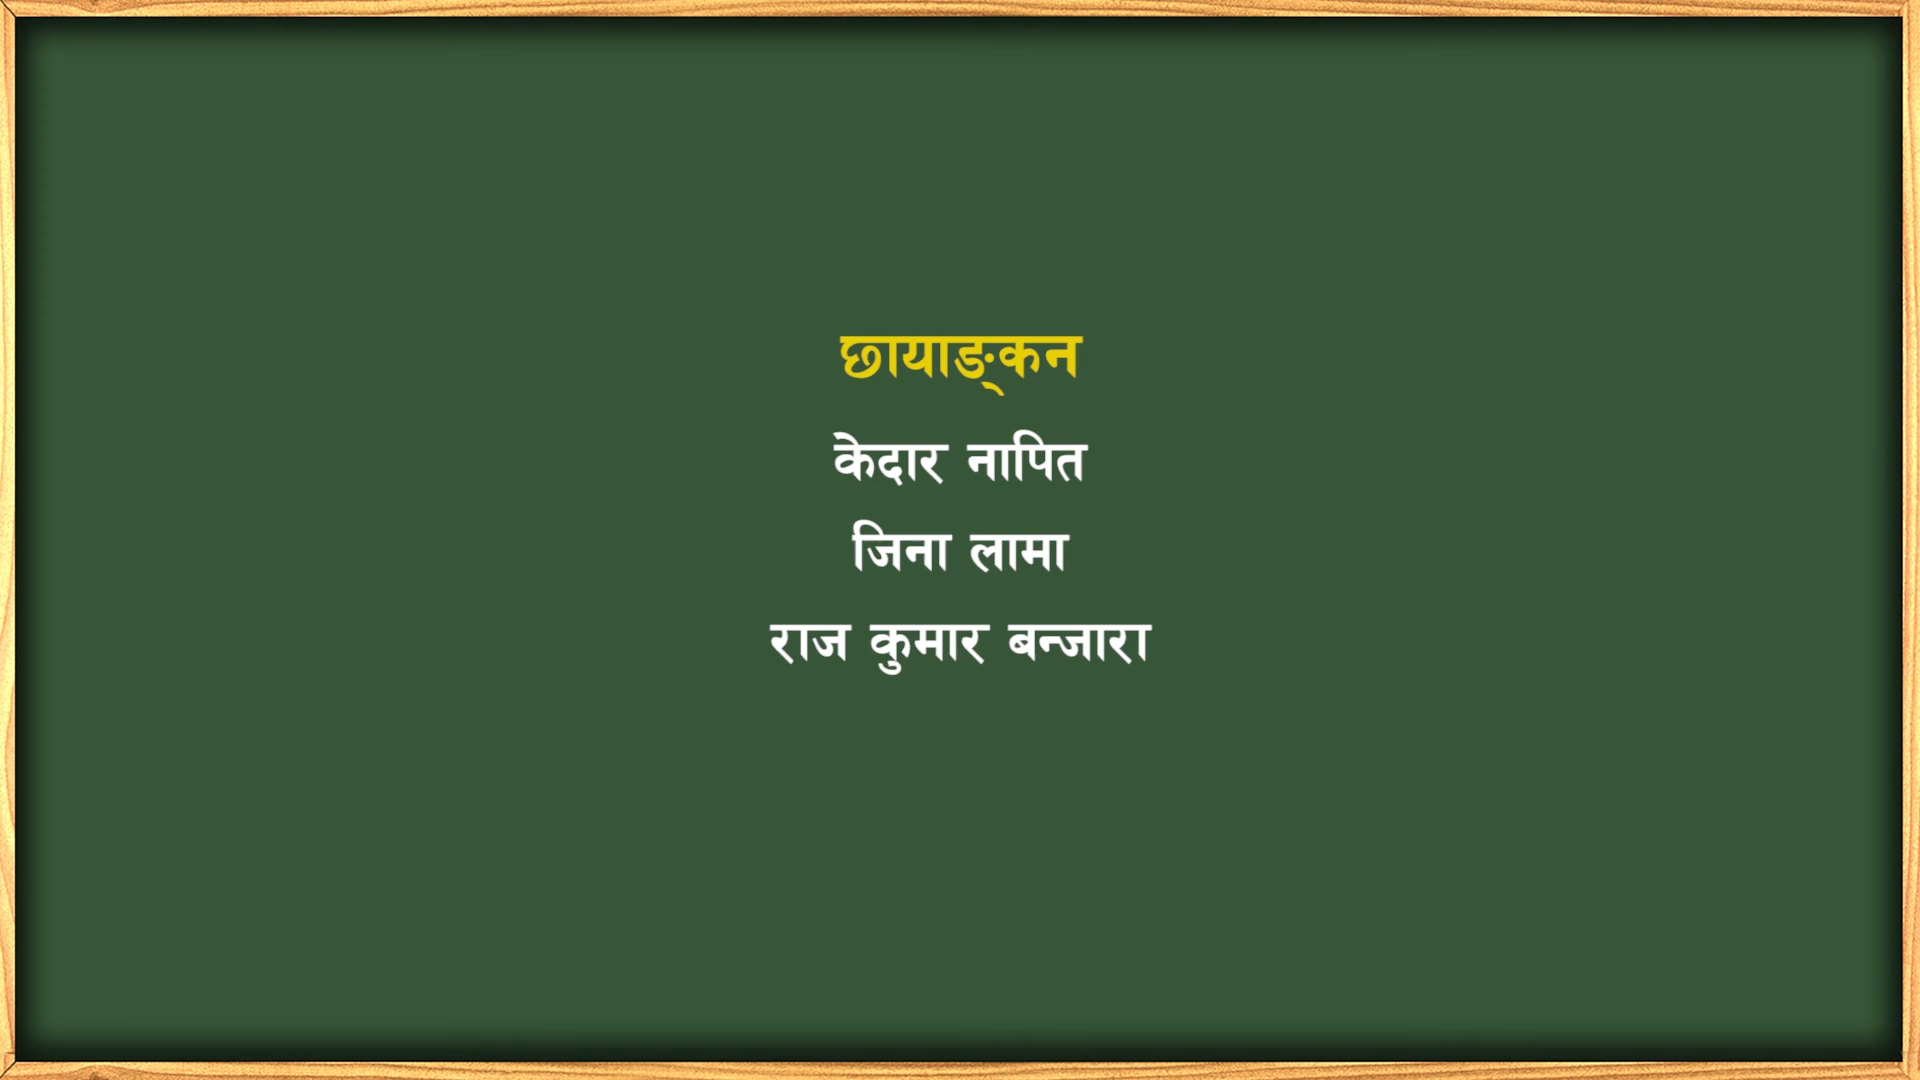 छायाङ्कन
केदार नापित
जिना लामा
राज कुमार बन्जारा